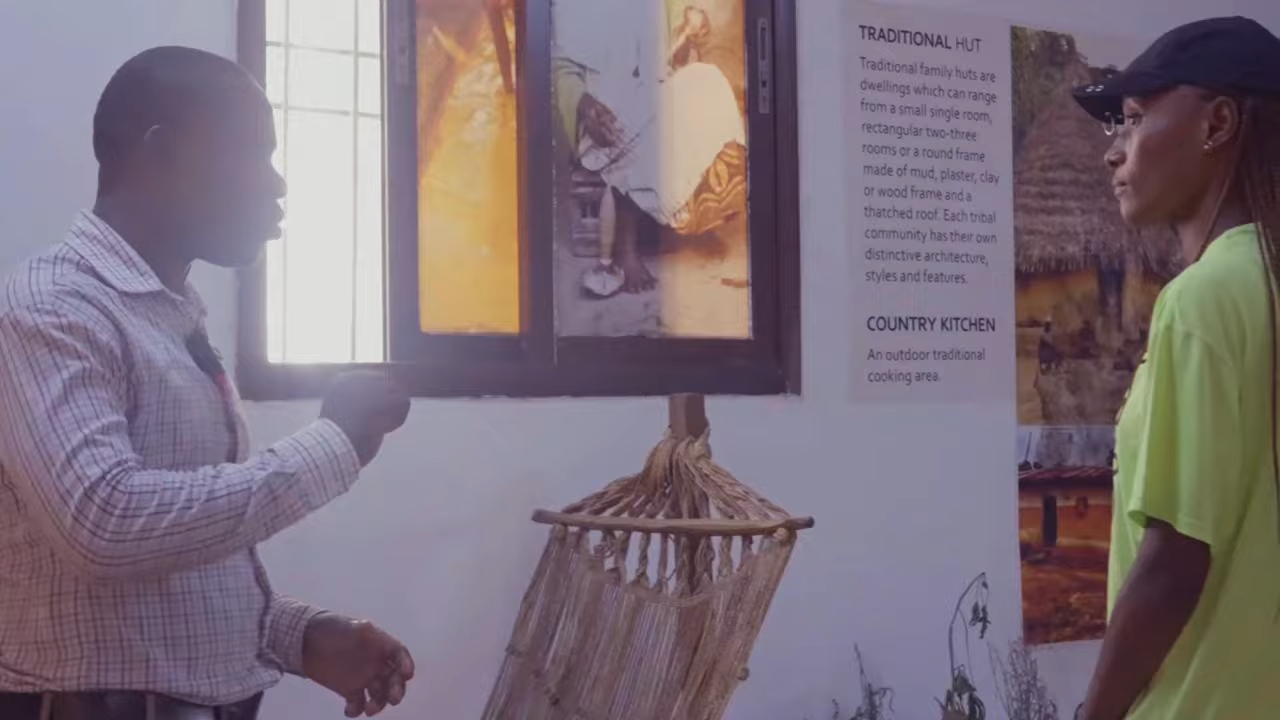 TRADITIONAL HUT
Traditional family huts are
dwellings which can range
from a small single room,
rectangular two-three
rooms or a round frame
made of mud, plaster, clay
or wood frame and a
thatched roof. Each tribal
community has their own
distinctive architecture,
styles and features.
COUNTRY KITCHEN
An outdoor traditional
cooking area.